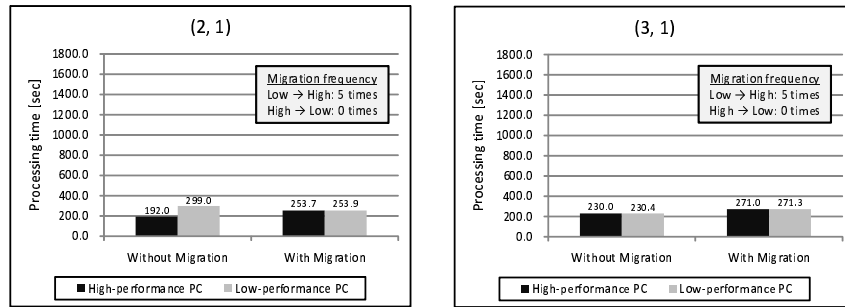 (2, 1)
Processing time [sec]
1800.0
1600.0
1400.0
1200.0
1000.0
800.0
600.0
400.0
200.0
0.0
Migration frequency
Low → High: 5 times
High → Low: 0 times
192.0
299.0
253.7
253.9
Without Migration
With Migration
High-performance PC
Low-performance PC
(3, 1)
Processing time [sec]
1800.0
1600.0
1400.0
1200.0
1000.0
800.0
600.0
400.0
200.0
0.0
Migration frequency
Low → High: 5 times
High → Low: 0 times
230.0
230.4
271.0
271.3
Without Migration
With Migration
High-performance PC
Low-performance PC